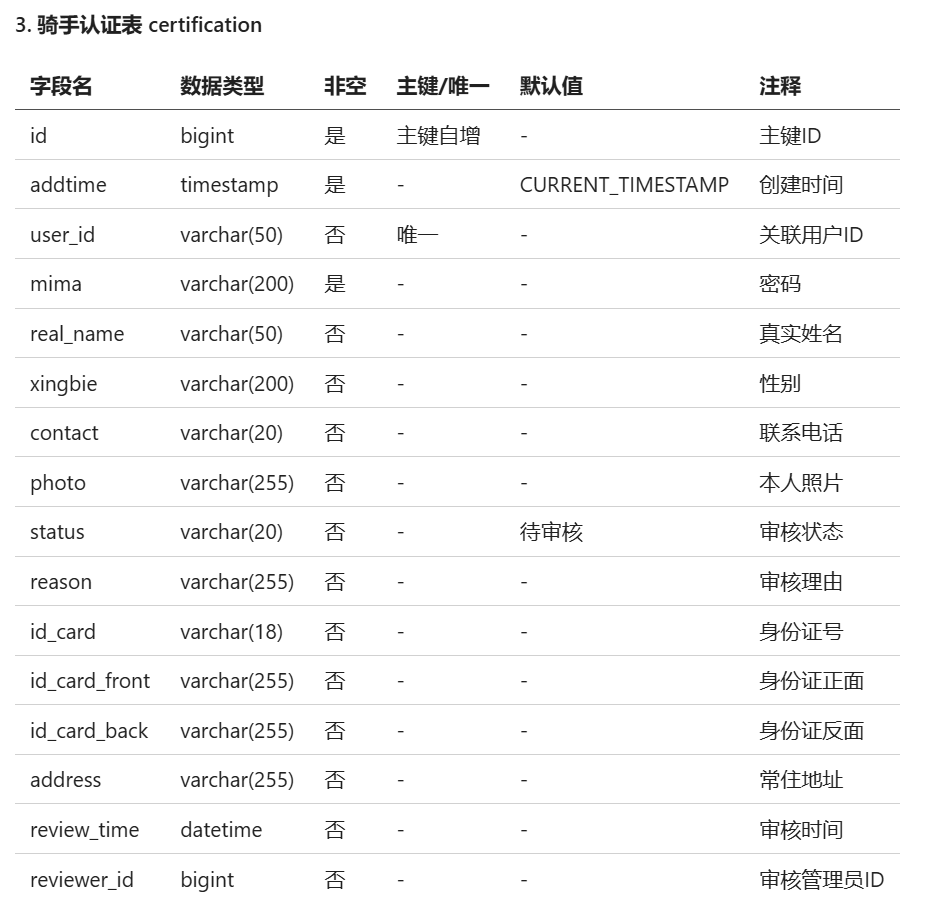 3. 骑手认证表 certification
字段名 数据类型 非空 主键/唯一 默认值 注释
id bigint 是 主键自增 - 主键ID
addtime timestamp 是 - CURRENT_TIMESTAMP 创建时间
user_id varchar(50) 否 唯一 - 关联用户ID
mima varchar(200) 是 - - 密码
real_name varchar(50) 否 - - 真实姓名
xingbie varchar(200) 否 - - 性别
contact varchar(20) 否 - - 联系电话
photo varchar(255) 否 - - 本人照片
status varchar(20) 否 - 待审核 审核状态
reason varchar(255) 否 - - 审核理由
id_card varchar(18) 否 - - 身份证号
id_card_front varchar(255) 否 - - 身份证正面
id_card_back varchar(255) 否 - - 身份证反面
address varchar(255) 否 - - 常住地址
review_time datetime 否 - - 审核时间
reviewer_id bigint 否 - - 审核管理员ID